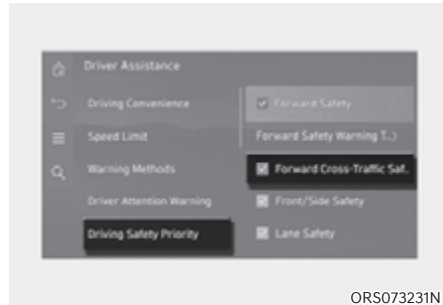 Driver Assistance
Driving Convenience
Forward Safety
Speed Limit
Forward Safety Warning T..>
Warning Methods
Forward Cross-Traffic Saf.
Driver Attention Warning
Front/Side Safety
Driving Safety Priority
Lane Safety
ORS073231N